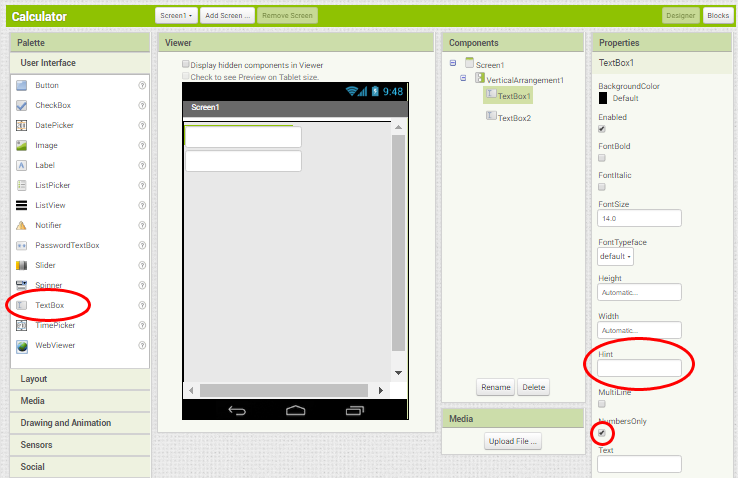 Calculator
Screen1
Add Screen ...
Remove Screen
Designer
Blocks
Palette
User Interface
Button
CheckBox
DatePicker
Image
Label
ListPicker
ListView
Notifier
PasswordTextBox
Slider
Spinner
TextBox
TimePicker
WebViewer
Layout
Media
Drawing and Animation
Sensors
Social
Viewer
Display hidden components in Viewer
Check to see Preview on Tablet size.
9:48
Screen1
Components
Screen1
VerticalArrangement1
TextBox1
TextBox2
Rename
Delete
Media
Upload File ...
Properties
TextBox1
BackgroundColor
Default
Enabled
FontBold
FontItalic
FontSize
14.0
FontTypeface
default
Height
Automatic...
Width
Automatic...
Hint
MultiLine
NumbersOnly
Text